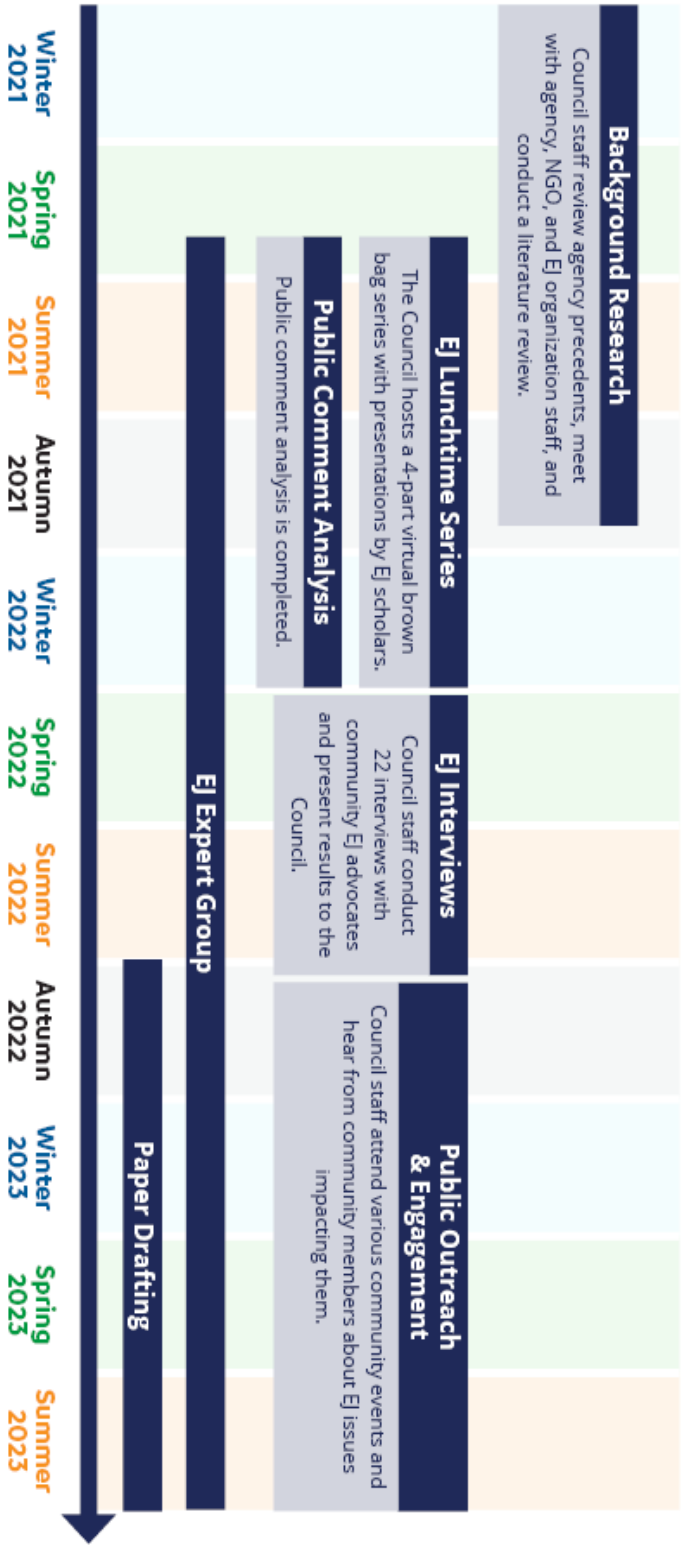 Background Research
Council staff review agency precedents, meet
with agency, NGO, and EJ organization staff, and
conduct a literature review.
EJ Lunchtime Series
The Council hosts a 4-part virtual brown
bag series with presentations by EJ scholars.
EJ Interviews
Council staff conduct
22 interviews with
community EJ advocates
and present results to the
Council.
Public Outreach
& Engagement
Council staff attend various community events and
hear from community members about EJ issues
impacting them.
Public Comment Analysis
Public comment analysis is completed.
EJ Expert Group
Paper Drafting
Winter
2021
Spring
2021
Summer
2021
Autumn
2021
Winter
2022
Spring
2022
Summer
2022
Autumn
2022
Winter
2023
Spring
2023
Summer
2023